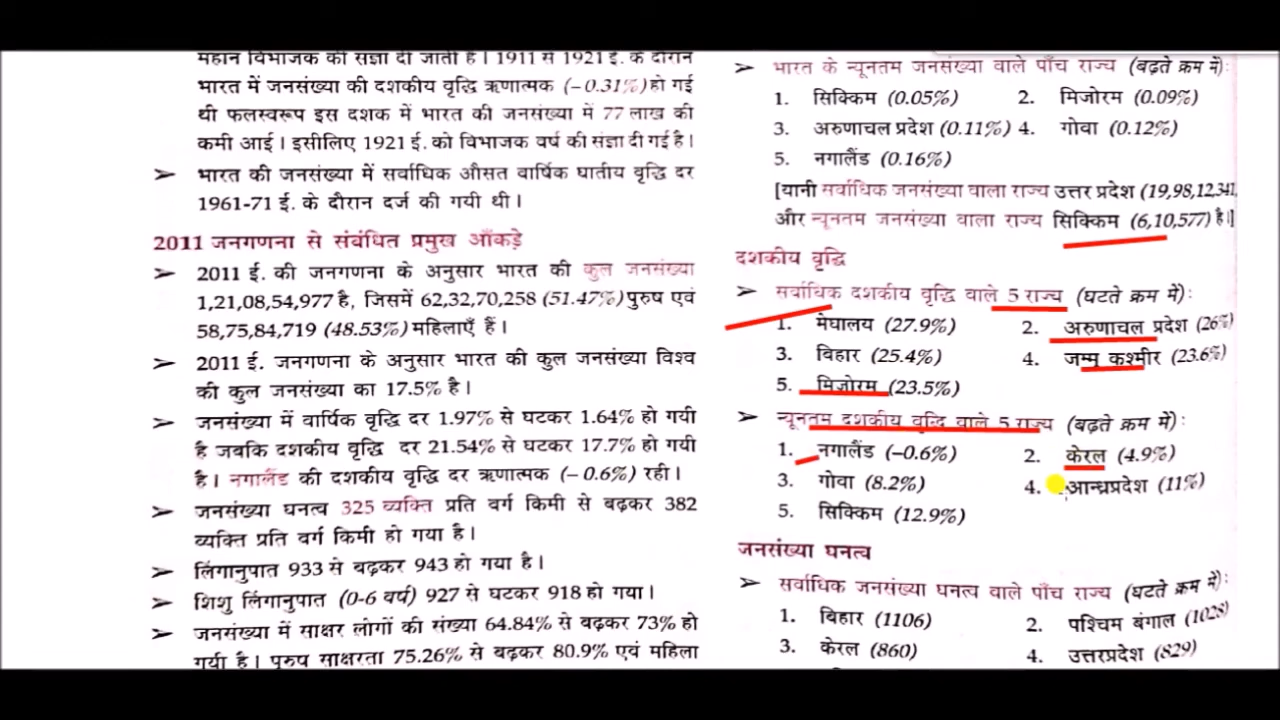 महान विभाजक की संज्ञा दी जाती है। 1911 से 1921 ई. के दौरान
भारत में जनसंख्या की दशकीय वृद्धि ऋणात्मक (–0.31%) हो गई
थी फलस्वरूप इस दशक में भारत की जनसंख्या में 77 लाख की
कमी आई। इसीलिए 1921 ई. को विभाजक वर्ष की संज्ञा दी गई है।
➢ भारत की जनसंख्या में सर्वाधिक औसत वार्षिक घातीय वृद्धि दर
1961-71 ई. के दौरान दर्ज की गयी थी।
2011 जनगणना से संबंधित प्रमुख आँकड़े
➢ 2011 ई. की जनगणना के अनुसार भारत की कुल जनसंख्या
1,21,08,54,977 है, जिसमें 62,32,70,258 (51.47%) पुरुष एवं
58,75,84,719 (48.53%) महिलाएँ हैं।
➢ 2011 ई. जनगणना के अनुसार भारत की कुल जनसंख्या विश्व
की कुल जनसंख्या का 17.5% है।
➢ जनसंख्या में वार्षिक वृद्धि दर 1.97% से घटकर 1.64% हो गयी
है जबकि दशकीय वृद्धि दर 21.54% से घटकर 17.7% हो गयी
है। नगालैंड की दशकीय वृद्धि दर ऋणात्मक (–0.6%) रही।
➢ जनसंख्या घनत्व 325 व्यक्ति प्रति वर्ग किमी से बढ़कर 382
व्यक्ति प्रति वर्ग किमी हो गया है।
➢ लिंगानुपात 933 से बढ़कर 943 हो गया है।
➢ शिशु लिंगानुपात (0-6 वर्ष) 927 से घटकर 918 हो गया।
➢ जनसंख्या में साक्षर लोगों की संख्या 64.84% से बढ़कर 73% हो
गयी है। पुरुष साक्षरता 75.26% से बढ़कर 80.9% एवं महिला
➢ भारत के न्यूनतम जनसंख्या वाले पाँच राज्य (बढ़ते क्रम में):
1. सिक्किम (0.05%) 2. मिजोरम (0.09%)
3. अरुणाचल प्रदेश (0.11%) 4. गोवा (0.12%)
5. नगालैंड (0.16%)
[यानी सर्वाधिक जनसंख्या वाला राज्य उत्तर प्रदेश (19,98,12,341,
और न्यूनतम जनसंख्या वाला राज्य सिक्किम (6,10,577) है।]
दशकीय वृद्धि
➢ सर्वाधिक दशकीय वृद्धि वाले 5 राज्य (घटते क्रम में):
1. मेघालय (27.9%) 2. अरुणाचल प्रदेश (26%)
3. बिहार (25.4%) 4. जम्मू कश्मीर (23.6%)
5. मिजोरम (23.5%)
➢ न्यूनतम दशकीय वृद्धि वाले 5 राज्य (बढ़ते क्रम में):
1. नगालैंड (–0.6%) 2. केरल (4.9%)
3. गोवा (8.2%) 4. आन्ध्रप्रदेश (11%)
5. सिक्किम (12.9%)
जनसंख्या घनत्व
➢ सर्वाधिक जनसंख्या घनत्व वाले पाँच राज्य (घटते क्रम में):
1. बिहार (1106) 2. पश्चिम बंगाल (1028)
3. केरल (860) 4. उत्तरप्रदेश (829)